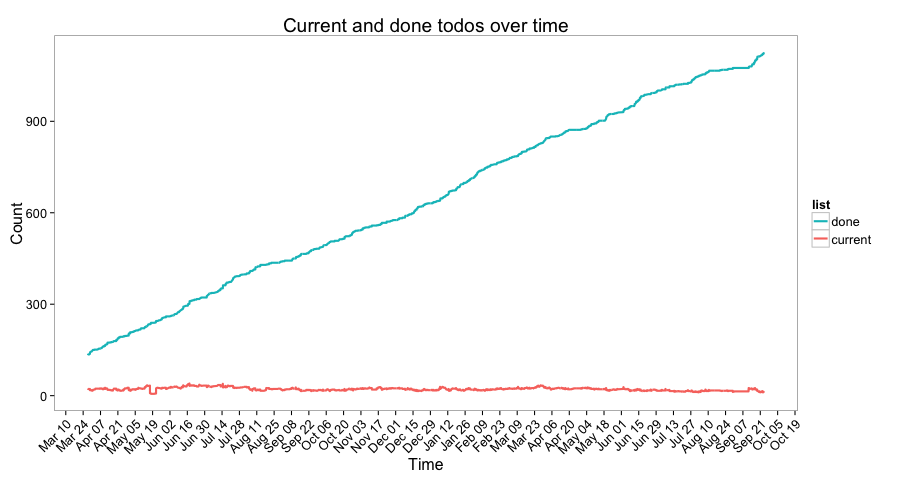 Current and done todos over time
Count
900
600
300
0
Mar 10
Mar 24
Apr 07
Apr 21
May 05
May 19
Jun 02
Jun 16
Jun 30
Jul 14
Jul 28
Aug 11
Aug 25
Sep 08
Sep 22
Oct 06
Oct 20
Nov 03
Nov 17
Dec 01
Dec 15
Dec 29
Jan 12
Jan 26
Feb 09
Feb 23
Mar 09
Mar 23
Apr 06
Apr 20
May 04
May 18
Jun 01
Jun 15
Jun 29
Jul 13
Jul 27
Aug 10
Aug 24
Sep 07
Sep 21
Oct 05
Oct 19
Time
list
done
current